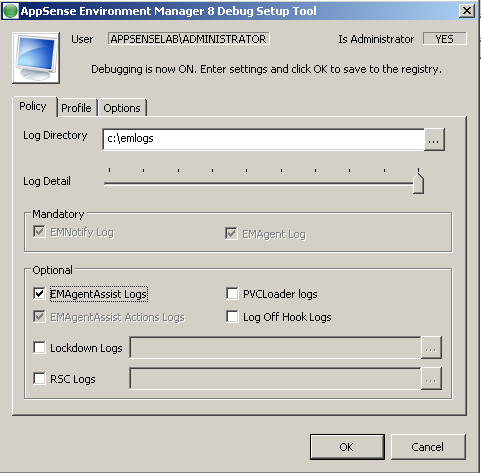 AppSense Environment Manager 8 Debug Setup Tool
User APPSENSELAB\ADMINISTRATOR Is Administrator YES
Debugging is now ON. Enter settings and click OK to save to the registry.
Policy Profile Options
Log Directory c:\emlogs ...
Log Detail
Mandatory
EMNotify Log EMAgent Log
Optional
EMAgentAssist Logs PVCLoader logs
EMAgentAssist Actions Logs Log Off Hook Logs
Lockdown Logs ...
RSC Logs ...
OK Cancel